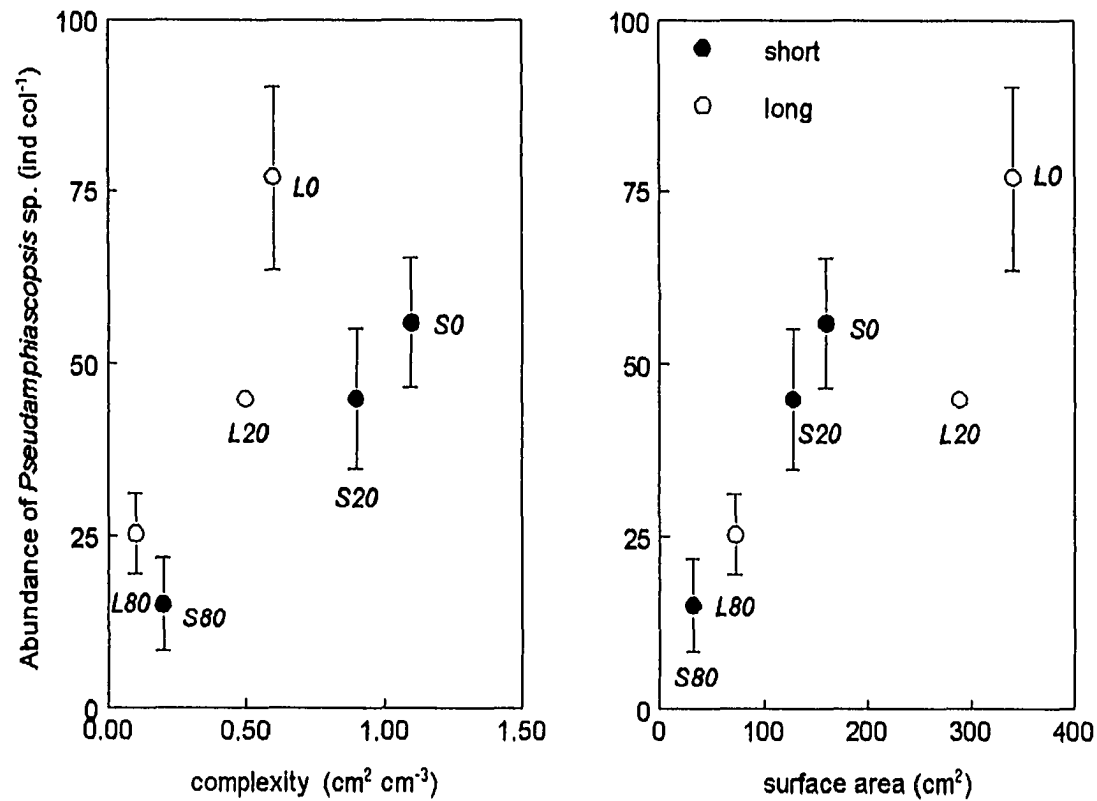 Abundance of Pseudamphiascopsis sp. (ind col⁻¹)
100
75
50
25
0
L0
S0
L20
S20
L80
S80
0.00
0.50
1.00
1.50
complexity (cm² cm⁻³)
100
75
50
25
0
short
long
L0
S0
S20
L20
L80
S80
0
100
200
300
400
surface area (cm²)